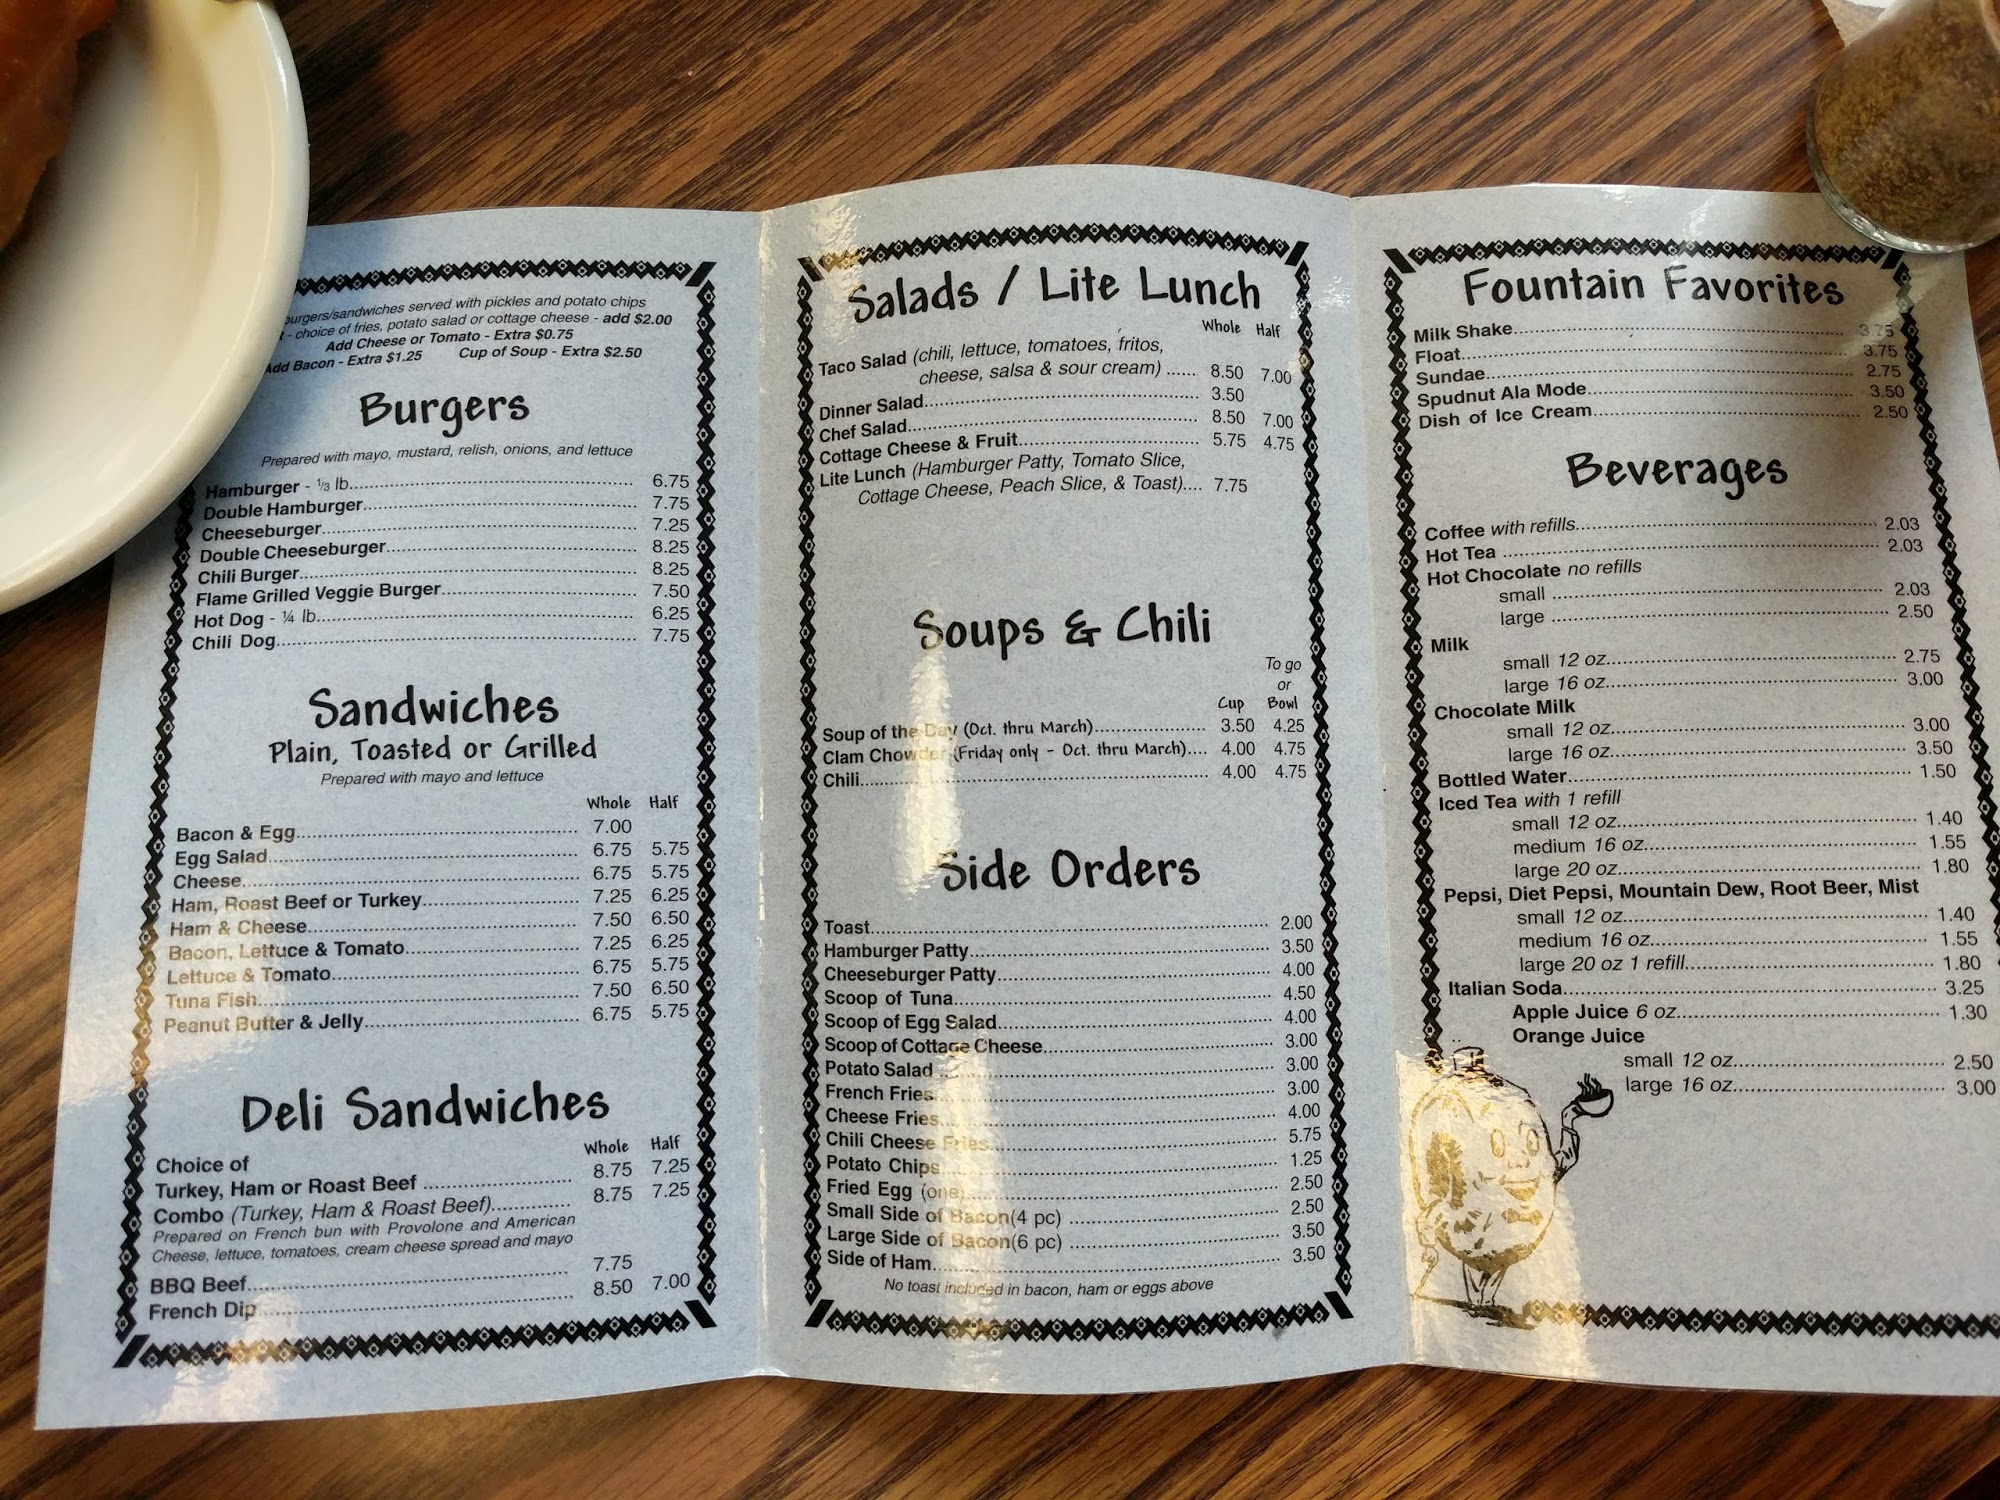 burgers/sandwiches served with pickles and potato chips
- choice of fries, potato salad or cottage cheese - add $2.00
Add Cheese or Tomato - Extra $0.75
Add Bacon - Extra $1.25 Cup of Soup - Extra $2.50
Burgers
Prepared with mayo, mustard, relish, onions, and lettuce
Hamburger - ⅓ lb. 6.75
Double Hamburger 7.75
Cheeseburger 7.25
Double Cheeseburger 8.25
Chili Burger 8.25
Flame Grilled Veggie Burger 7.50
Hot Dog - ¼ lb. 6.25
Chili Dog 7.75
Sandwiches
Plain, Toasted or Grilled
Prepared with mayo and lettuce
Whole Half
Bacon & Egg 7.00
Egg Salad 6.75 5.75
Cheese 6.75 5.75
Ham, Roast Beef or Turkey 7.25 6.25
Ham & Cheese 7.50 6.50
Bacon, Lettuce & Tomato 7.25 6.25
Lettuce & Tomato 6.75 5.75
Tuna Fish 7.50 6.50
Peanut Butter & Jelly 6.75 5.75
Deli Sandwiches
Whole Half
Choice of
Turkey, Ham or Roast Beef 8.75 7.25
Combo (Turkey, Ham & Roast Beef) 8.75 7.25
Prepared on French bun with Provolone and American
Cheese, lettuce, tomatoes, cream cheese spread and mayo
BBQ Beef 7.75
French Dip 8.50 7.00
Salads / Lite Lunch
Whole Half
Taco Salad (chili, lettuce, tomatoes, fritos,
cheese, salsa & sour cream) 8.50 7.00
Dinner Salad 3.50
Chef Salad 8.50 7.00
Cottage Cheese & Fruit 5.75 4.75
Lite Lunch (Hamburger Patty, Tomato Slice,
Cottage Cheese, Peach Slice, & Toast) 7.75
Soups & Chili
To go
or
Cup Bowl
Soup of the Day (Oct. thru March) 3.50 4.25
Clam Chowder (Friday only - Oct. thru March) 4.00 4.75
Chili 4.00 4.75
Side Orders
Toast 2.00
Hamburger Patty 3.50
Cheeseburger Patty 4.00
Scoop of Tuna 4.50
Scoop of Egg Salad 4.00
Scoop of Cottage Cheese 3.00
Potato Salad 3.00
French Fries 3.00
Cheese Fries 4.00
Chili Cheese Fries 5.75
Potato Chips 1.25
Fried Egg (one) 2.50
Small Side of Bacon(4 pc) 2.50
Large Side of Bacon(6 pc) 3.50
Side of Ham 3.50
No toast included in bacon, ham or eggs above
Fountain Favorites
Milk Shake 3.75
Float 3.75
Sundae 2.75
Spudnut Ala Mode 3.50
Dish of Ice Cream 2.50
Beverages
Coffee with refills 2.03
Hot Tea 2.03
Hot Chocolate no refills
small 2.03
large 2.50
Milk
small 12 oz. 2.75
large 16 oz. 3.00
Chocolate Milk
small 12 oz. 3.00
large 16 oz. 3.50
Bottled Water 1.50
Iced Tea with 1 refill
small 12 oz. 1.40
medium 16 oz. 1.55
large 20 oz. 1.80
Pepsi, Diet Pepsi, Mountain Dew, Root Beer, Mist
small 12 oz. 1.40
medium 16 oz. 1.55
large 20 oz 1 refill 1.80
Italian Soda 3.25
Apple Juice 6 oz. 1.30
Orange Juice
small 12 oz. 2.50
large 16 oz. 3.00